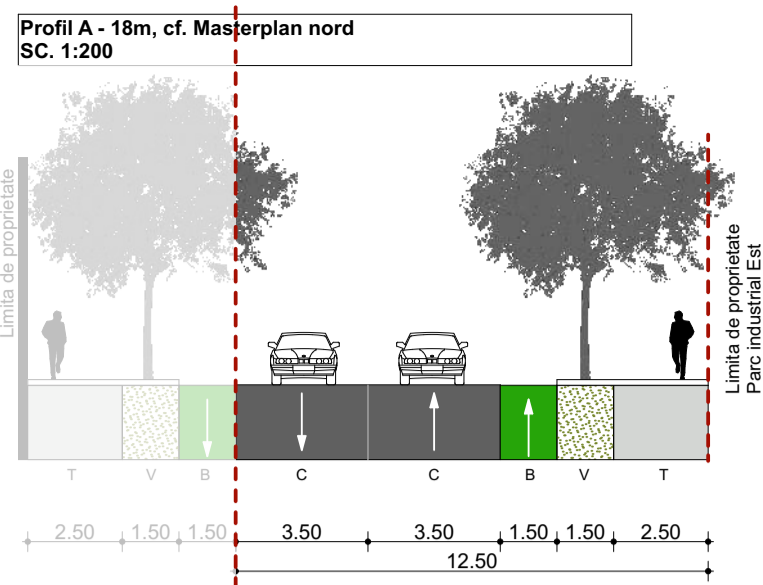 Profil A - 18m, cf. Masterplan nord
SC. 1:200
Limita de proprietate
Limita de proprietate
Parc industrial Est
T V B C C B V T
2.50 1.50 1.50 3.50 3.50 1.50 1.50 2.50
12.50